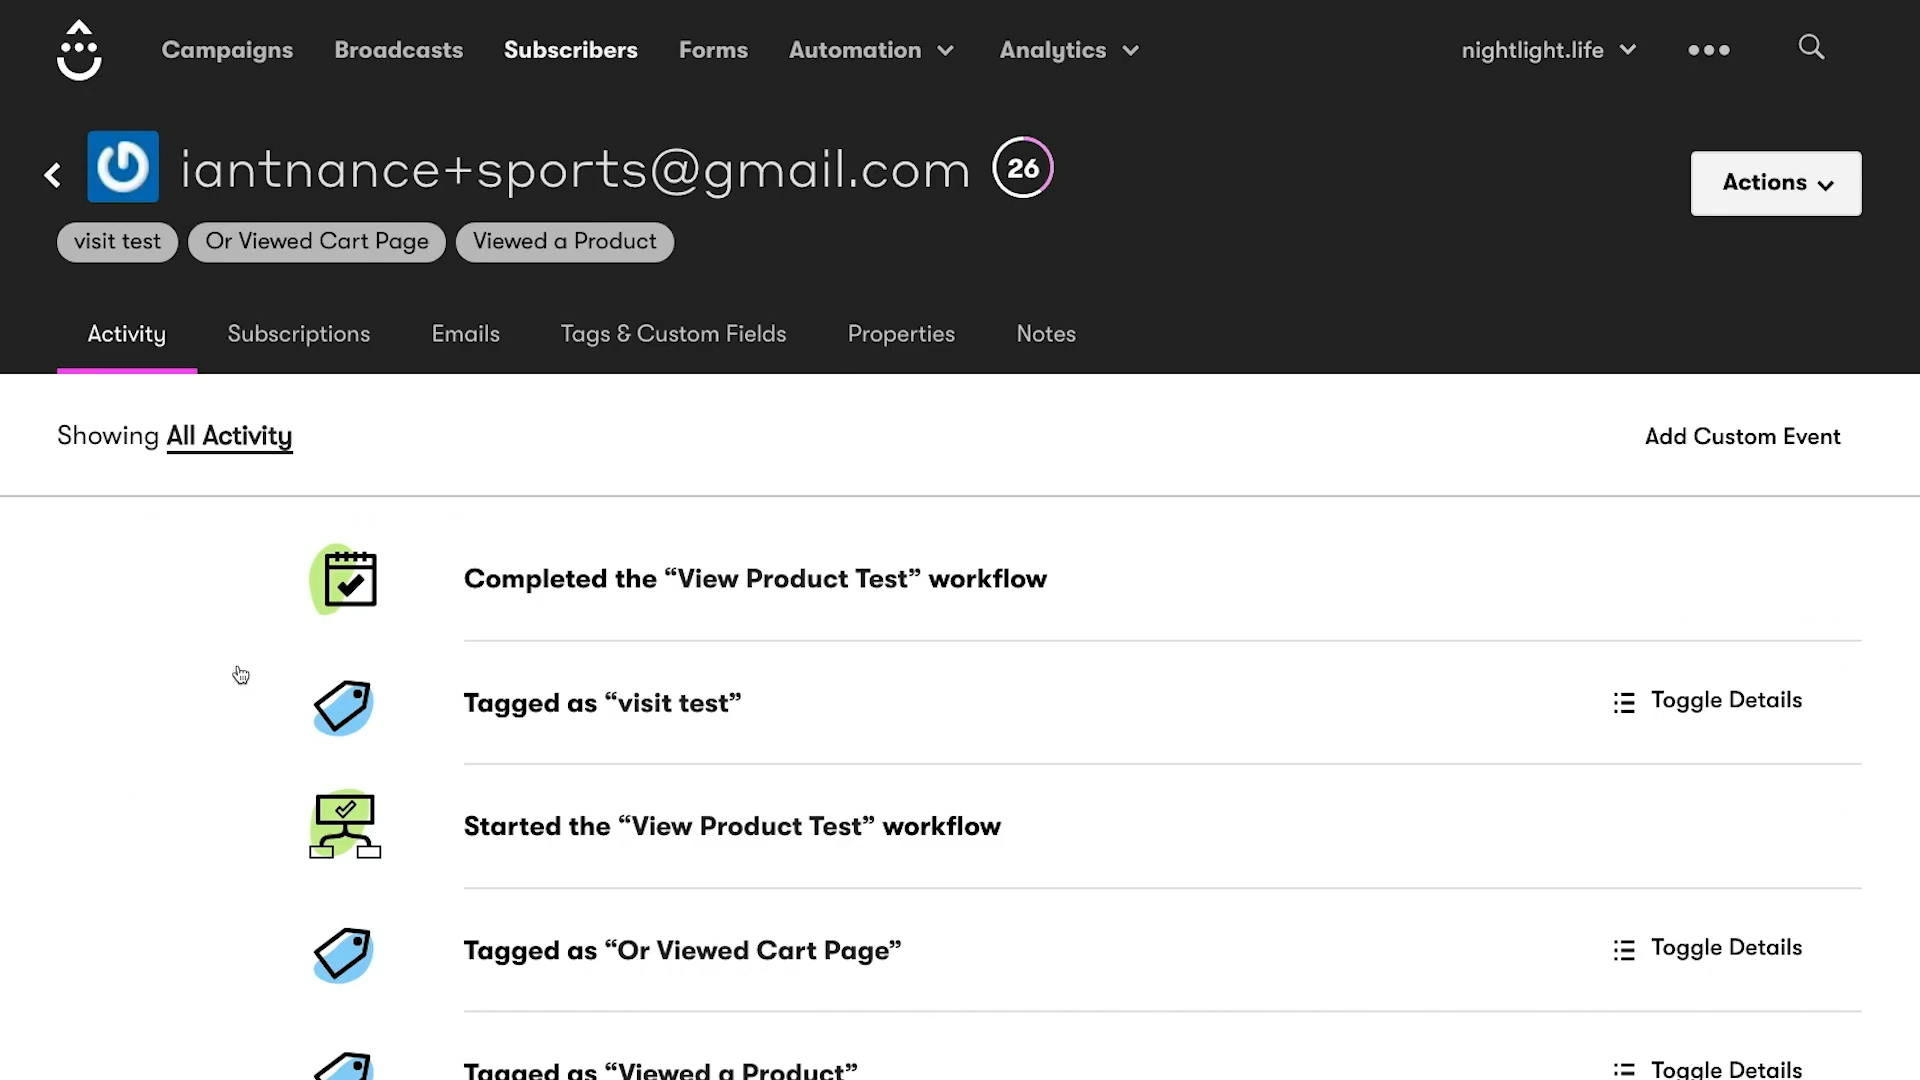 Campaigns Broadcasts Subscribers Forms Automation Analytics nightlight.life
iantnance+sports@gmail.com 26
Actions
visit test Or Viewed Cart Page Viewed a Product
Activity Subscriptions Emails Tags & Custom Fields Properties Notes
Showing All Activity Add Custom Event
Completed the “View Product Test” workflow
Tagged as “visit test” Toggle Details
Started the “View Product Test” workflow
Tagged as “Or Viewed Cart Page” Toggle Details
Tagged as “Viewed a Product” Toggle Details